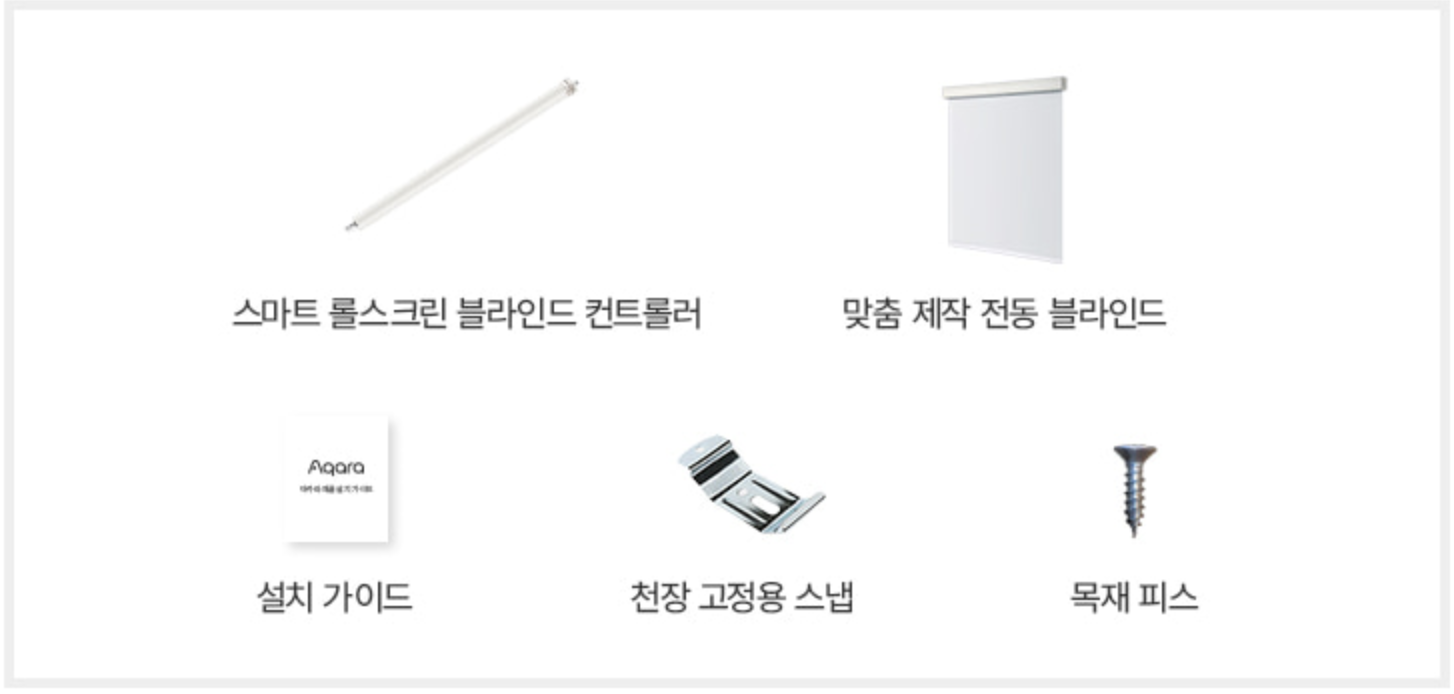 스마트 롤스크린 블라인드 컨트롤러
맞춤 제작 전동 블라인드
Aqara
설치 가이드
천장 고정용 스냅
목재 피스